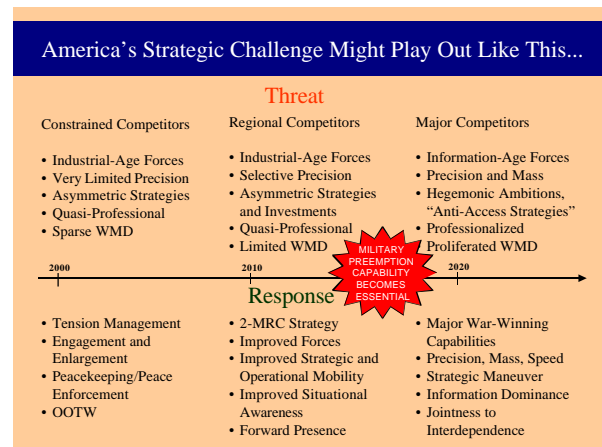 America's Strategic Challenge Might Play Out Like This...
Threat
Constrained Competitors
• Industrial-Age Forces
• Very Limited Precision
• Asymmetric Strategies
• Quasi-Professional
• Sparse WMD
Regional Competitors
• Industrial-Age Forces
• Selective Precision
• Asymmetric Strategies
and Investments
• Quasi-Professional
• Limited WMD
Major Competitors
• Information-Age Forces
• Precision and Mass
• Hegemonic Ambitions,
"Anti-Access Strategies"
• Professionalized
Proliferated WMD
MILITARY
PREEMPTION
CAPABILITY
BECOMES
ESSENTIAL
2000
2010
2020
Response
• Tension Management
• Engagement and
Enlargement
• Peacekeeping/Peace
Enforcement
• OOTW
• 2-MRC Strategy
• Improved Forces
• Improved Strategic and
Operational Mobility
• Improved Situational
Awareness
• Forward Presence
• Major War-Winning
Capabilities
• Precision, Mass, Speed
• Strategic Maneuver
• Information Dominance
• Jointness to
Interdependence